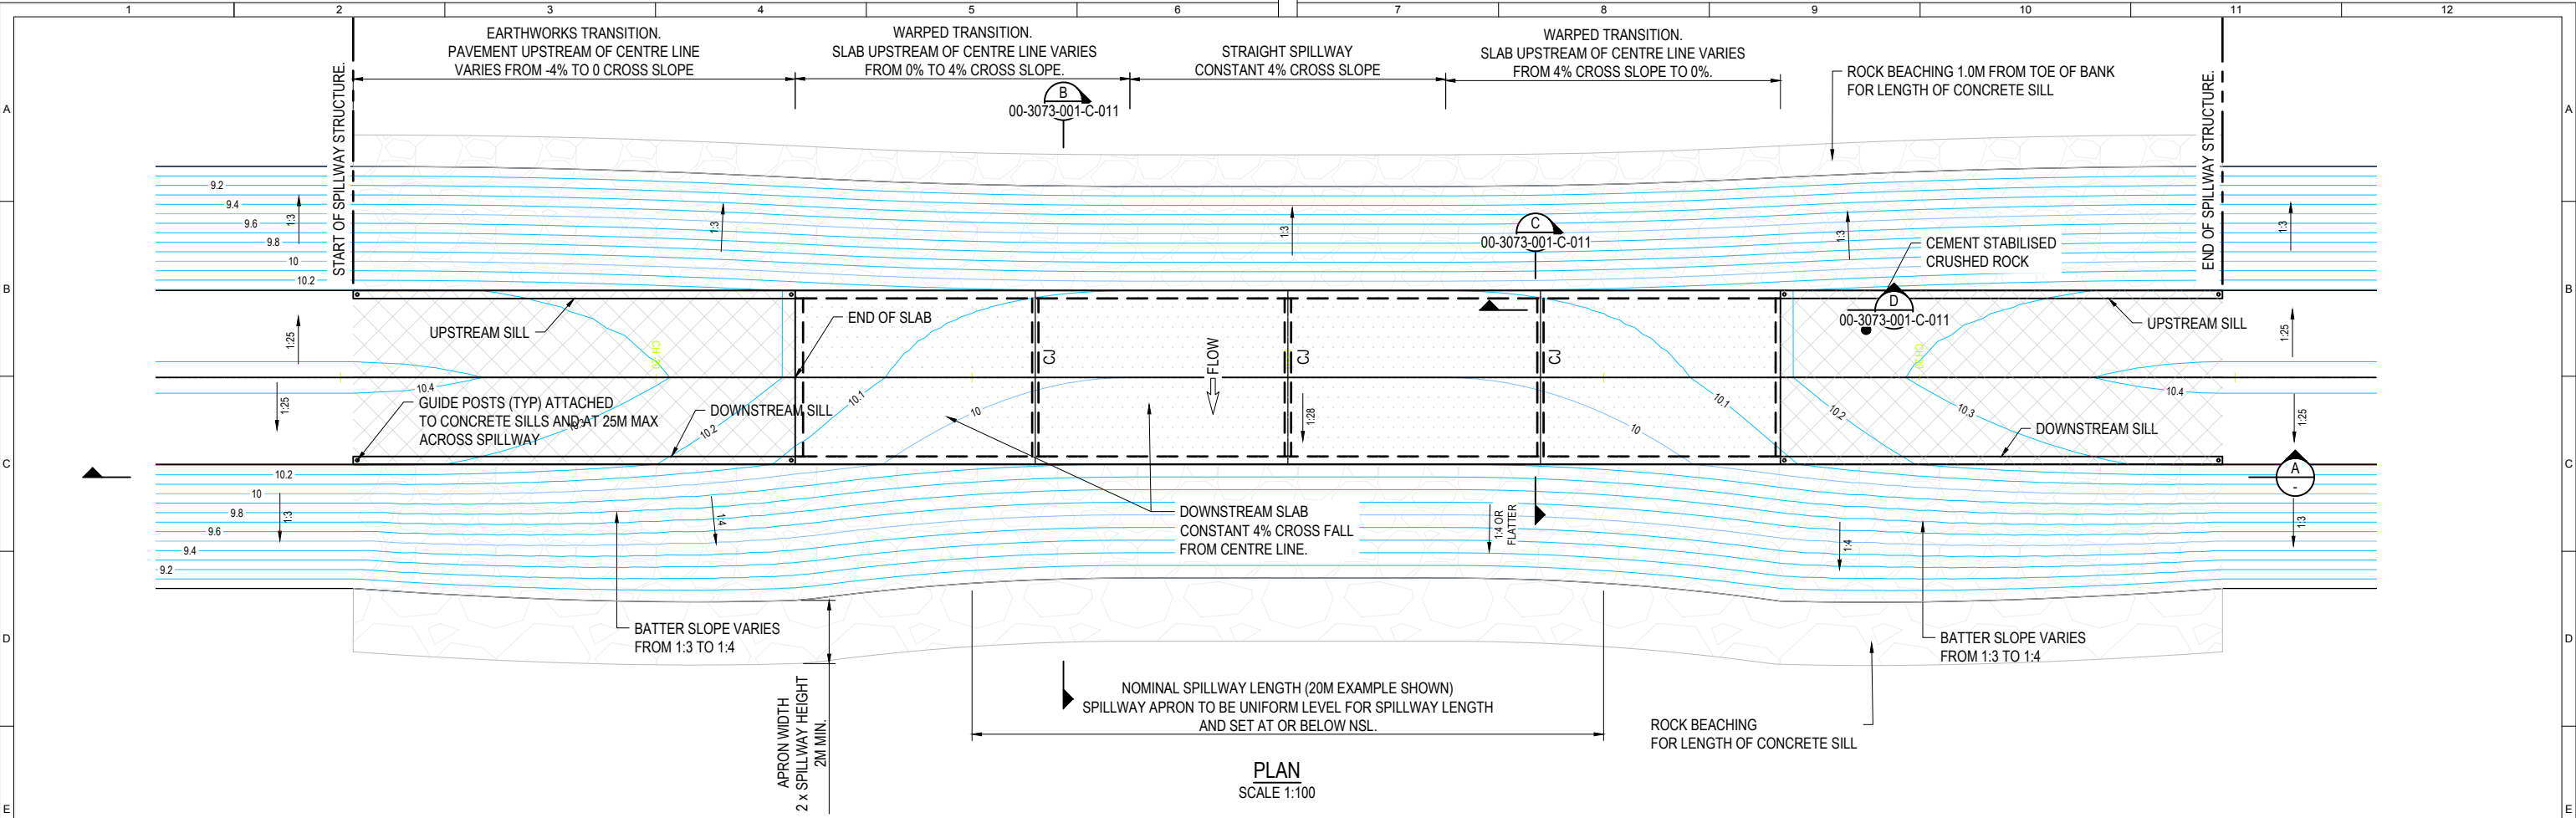 1 2 3 4 5 6 7 8 9 10 11 12
EARTHWORKS TRANSITION.
PAVEMENT UPSTREAM OF CENTRE LINE
VARIES FROM -4% TO 0 CROSS SLOPE
WARPED TRANSITION.
SLAB UPSTREAM OF CENTRE LINE VARIES
FROM 0% TO 4% CROSS SLOPE.
STRAIGHT SPILLWAY
CONSTANT 4% CROSS SLOPE
WARPED TRANSITION.
SLAB UPSTREAM OF CENTRE LINE VARIES
FROM 4% CROSS SLOPE TO 0%.
ROCK BEACHING 1.0M FROM TOE OF BANK
FOR LENGTH OF CONCRETE SILL
START OF SPILLWAY STRUCTURE.
END OF SPILLWAY STRUCTURE.
A
A
B
00-3073-001-C-011
9.2
9.4
9.6
9.8
10
10.2
1:3
1:3
1:3
1:3
1:3
C
00-3073-001-C-011
CEMENT STABILISED
CRUSHED ROCK
B
B
D
00-3073-001-C-011
UPSTREAM SILL
END OF SLAB
UPSTREAM SILL
1:25
1:25
CJ
CJ
CJ
FLOW
10.4
10.4
GUIDE POSTS (TYP) ATTACHED
TO CONCRETE SILLS AND AT 25M MAX
ACROSS SPILLWAY
1:25
1:25
DOWNSTREAM SILL
10.3
10.2
10.1
10
1:28
10
10.1
10.2
10.3
DOWNSTREAM SILL
C
C
A
-
10.2
10
9.8
9.6
9.4
9.2
1:3
1:4
DOWNSTREAM SLAB
CONSTANT 4% CROSS FALL
FROM CENTRE LINE.
1:4 OR
FLATTER
1:4
1:3
D
D
BATTER SLOPE VARIES
FROM 1:3 TO 1:4
BATTER SLOPE VARIES
FROM 1:3 TO 1:4
APRON WIDTH
2 x SPILLWAY HEIGHT
2M MIN.
NOMINAL SPILLWAY LENGTH (20M EXAMPLE SHOWN)
SPILLWAY APRON TO BE UNIFORM LEVEL FOR SPILLWAY LENGTH
AND SET AT OR BELOW NSL.
ROCK BEACHING
FOR LENGTH OF CONCRETE SILL
PLAN
SCALE 1:100
E
E